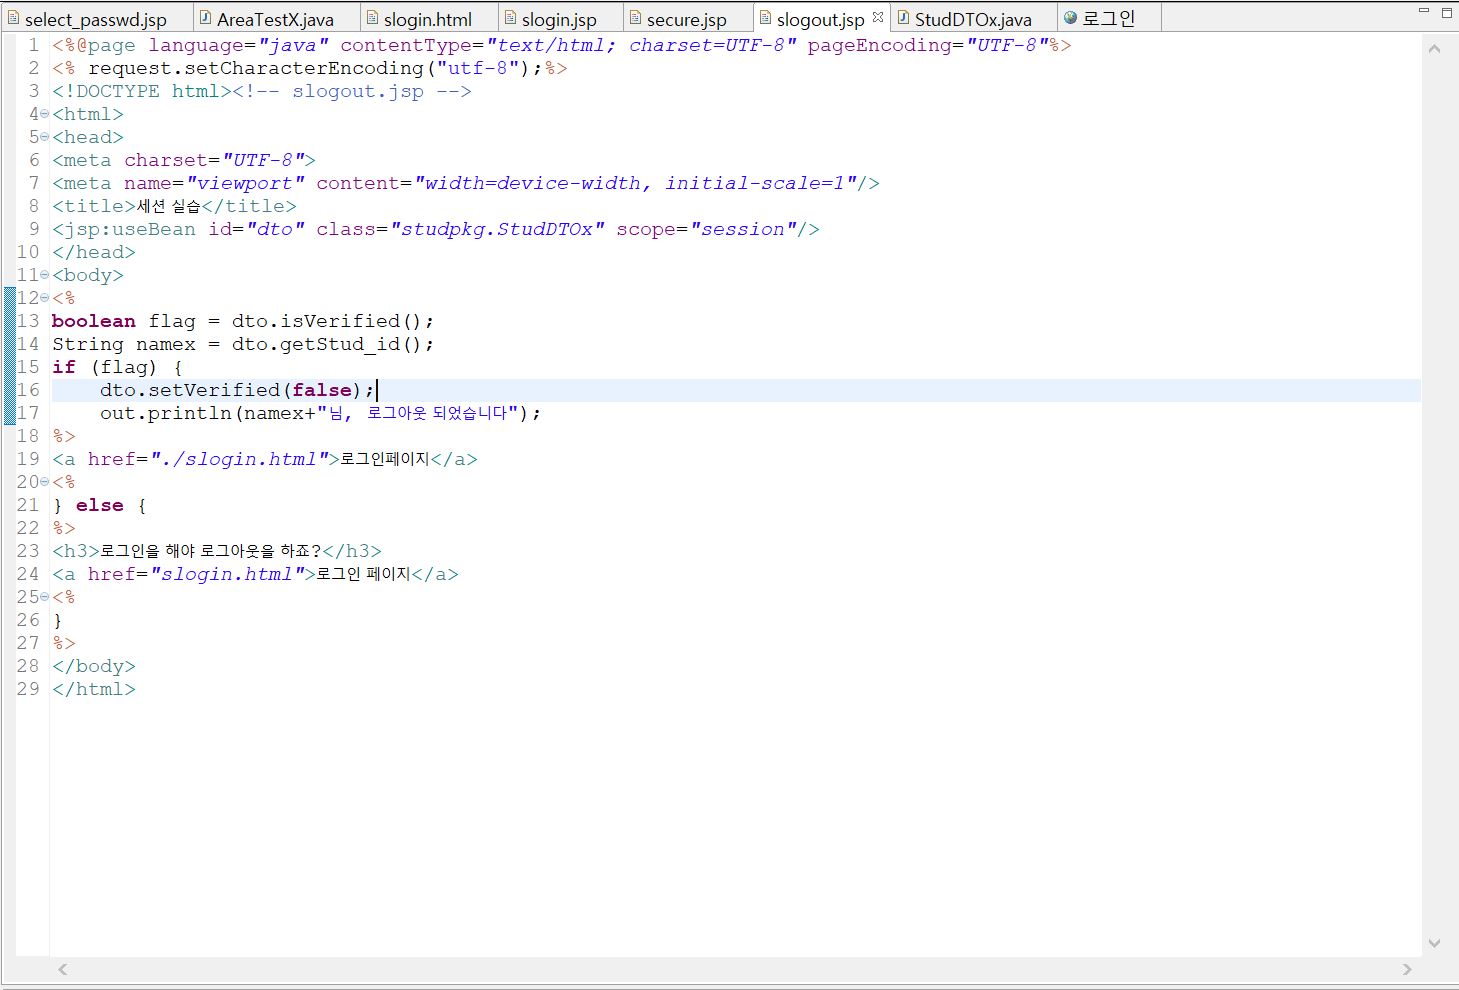 select_passwd.jsp AreaTestX.java slogin.html slogin.jsp secure.jsp slogout.jsp StudDTOx.java 로그인
1 <%@page language="java" contentType="text/html; charset=UTF-8" pageEncoding="UTF-8"%>
2 <% request.setCharacterEncoding("utf-8");%>
3 <!DOCTYPE html><!-- slogout.jsp -->
4 <html>
5 <head>
6 <meta charset="UTF-8">
7 <meta name="viewport" content="width=device-width, initial-scale=1"/>
8 <title>세션 실습</title>
9 <jsp:useBean id="dto" class="studpkg.StudDTOx" scope="session"/>
10 </head>
11 <body>
12 <%
13 boolean flag = dto.isVerified();
14 String namex = dto.getStud_id();
15 if (flag) {
16     dto.setVerified(false);
17     out.println(namex+"님, 로그아웃 되었습니다");
18 %>
19 <a href="./slogin.html">로그인페이지</a>
20 <%
21 } else {
22 %>
23 <h3>로그인을 해야 로그아웃을 하죠?</h3>
24 <a href="slogin.html">로그인 페이지</a>
25 <%
26 }
27 %>
28 </body>
29 </html>